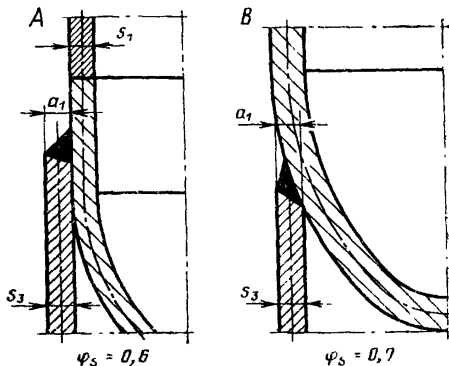 А
В
s₁
a₁
a₁
s₃
s₃
φₛ = 0,6
φₛ = 0,7